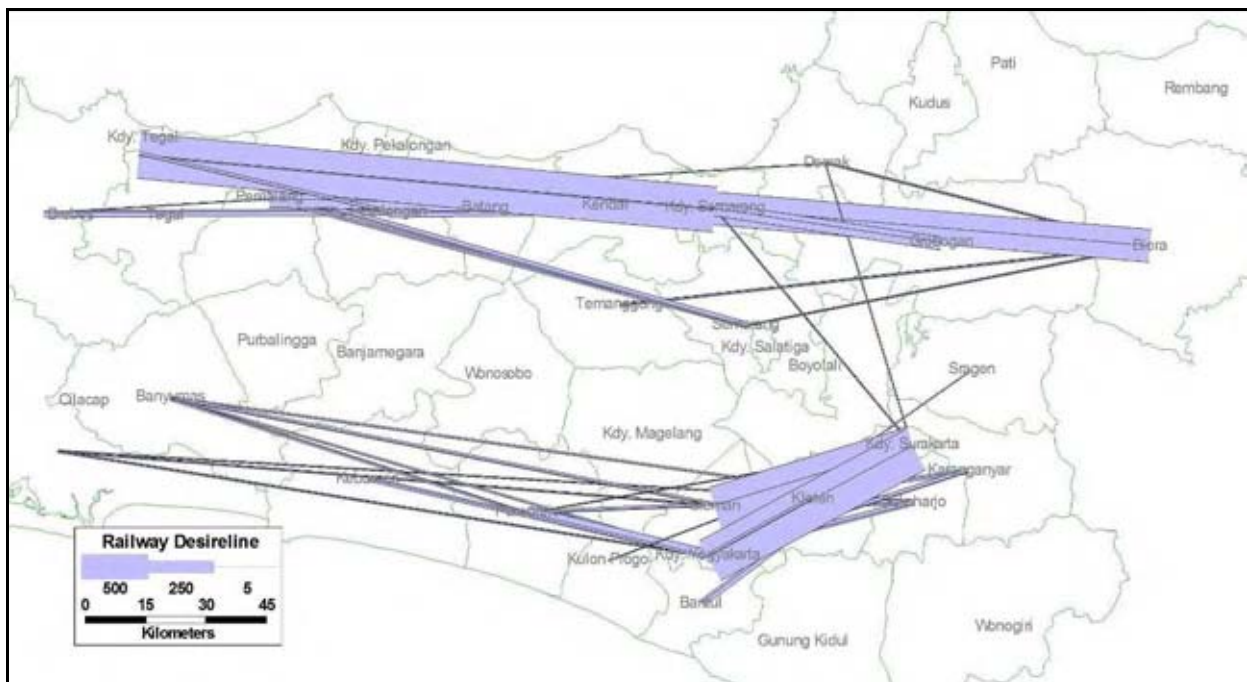 Pati
Rembang
Kudus
Kdy. Tegal
Kdy. Pekalongan
Demak
Pemalang
Brebes
Tegal
Pekalongan
Batang
Kendal
Kdy. Semarang
Grobogan
Blora
Temanggung
Semarang
Kdy. Salatiga
Boyolali
Purbalingga
Banjarnegara
Wonosobo
Sragen
Cilacap
Banyumas
Kdy. Magelang
Kdy. Surakarta
Karanganyar
Kebumen
Sleman
Klaten
Sukoharjo
Kulon Progo
Kdy. Yogyakarta
Bantul
Gunung Kidul
Wonogiri
Railway Desireline
500 250 5
0 15 30 45
Kilometers